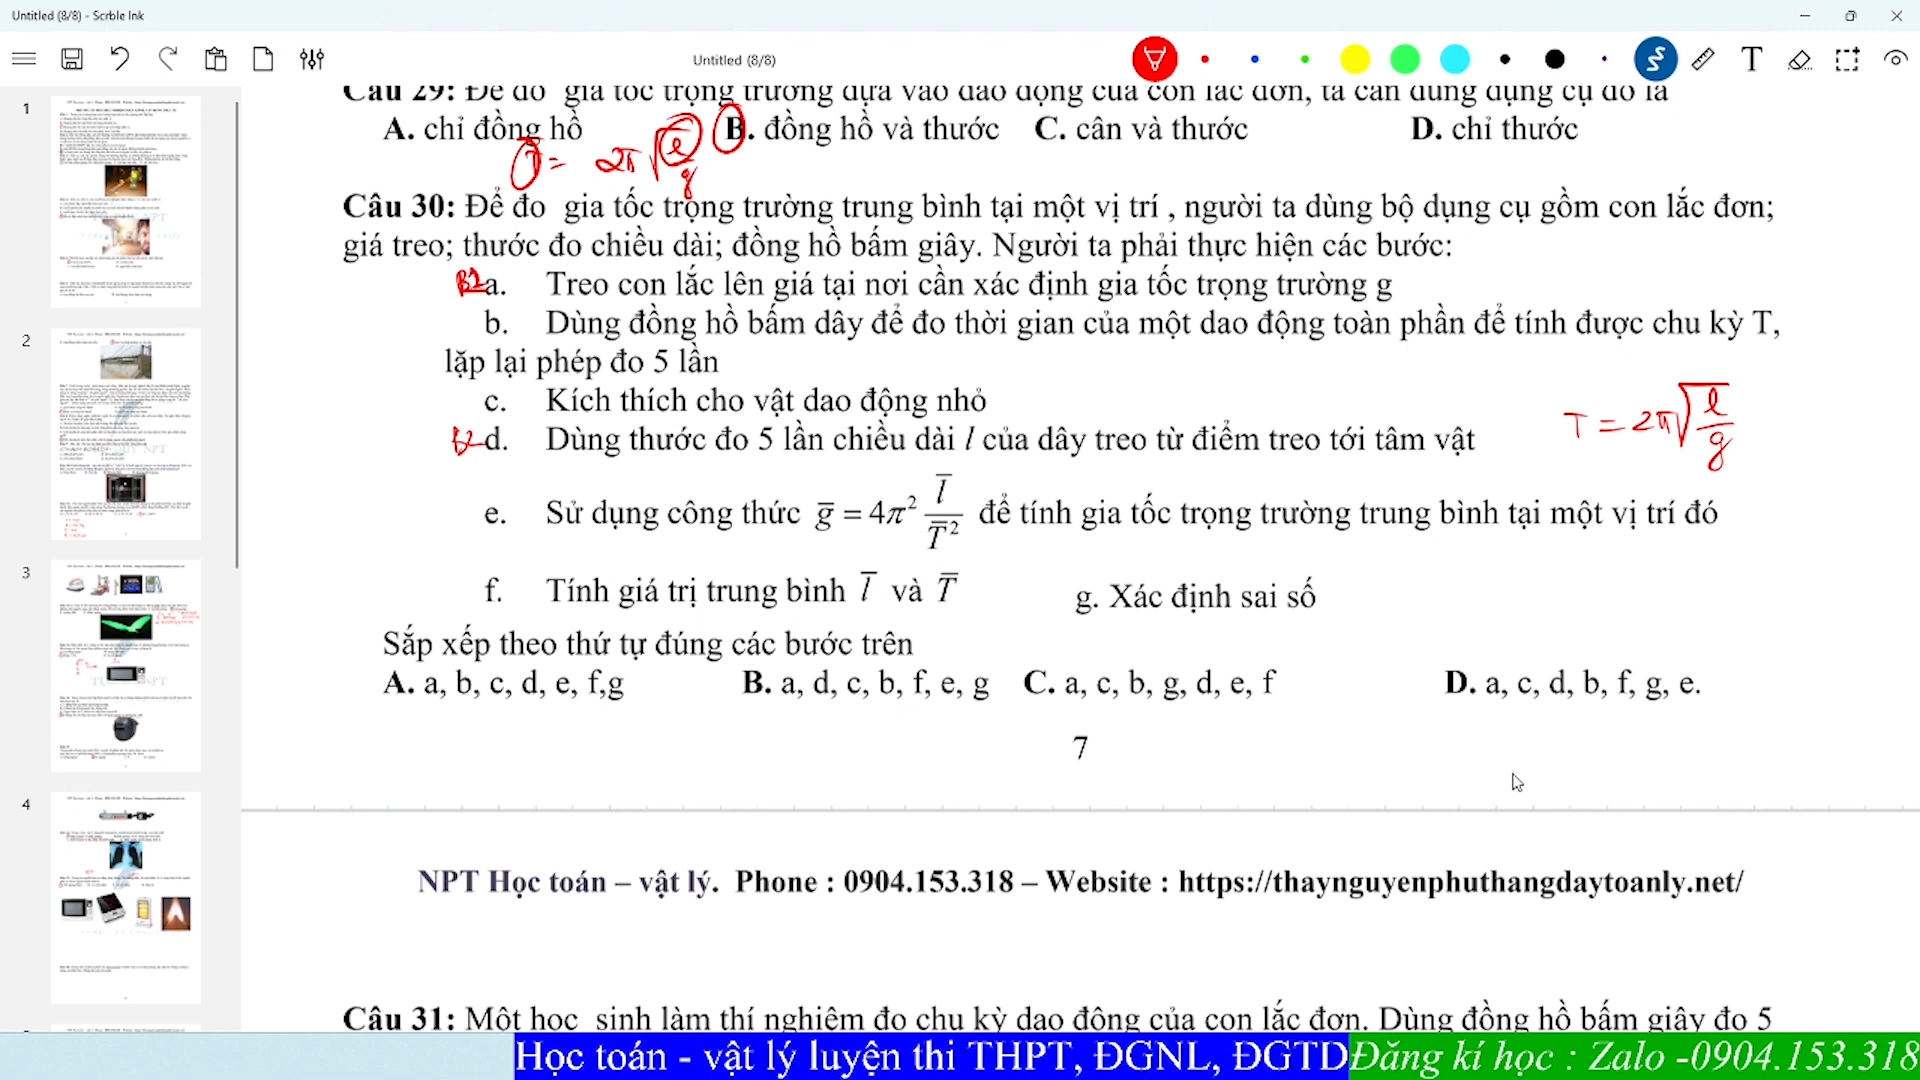 Untitled (8/8) - Scrble Ink
Untitled (8/8)
Câu 29: Để đo gia tốc trọng trường dựa vào dao động của con lắc đơn, ta cần dùng dụng cụ đo là
A. chỉ đồng hồ B. đồng hồ và thước C. cân và thước D. chỉ thước
T = 2π√l/g
Câu 30: Để đo gia tốc trọng trường trung bình tại một vị trí , người ta dùng bộ dụng cụ gồm con lắc đơn;
giá treo; thước đo chiều dài; đồng hồ bấm giây. Người ta phải thực hiện các bước:
B1 a. Treo con lắc lên giá tại nơi cần xác định gia tốc trọng trường g
b. Dùng đồng hồ bấm dây để đo thời gian của một dao động toàn phần để tính được chu kỳ T,
lặp lại phép đo 5 lần
c. Kích thích cho vật dao động nhỏ
B2 d. Dùng thước đo 5 lần chiều dài l của dây treo từ điểm treo tới tâm vật
T = 2π√l/g
e. Sử dụng công thức g̅ = 4π² l̅/T̅² để tính gia tốc trọng trường trung bình tại một vị trí đó
f. Tính giá trị trung bình l̅ và T̅ g. Xác định sai số
Sắp xếp theo thứ tự đúng các bước trên
A. a, b, c, d, e, f,g B. a, d, c, b, f, e, g C. a, c, b, g, d, e, f D. a, c, d, b, f, g, e.
7
NPT Học toán – vật lý. Phone : 0904.153.318 – Website : https://thaynguyenphuthangdaytoanly.net/
Câu 31: Một học sinh làm thí nghiệm đo chu kỳ dao động của con lắc đơn. Dùng đồng hồ bấm giây đo 5
Học toán - vật lý luyện thi THPT, ĐGNL, ĐGTD Đăng kí học : Zalo -0904.153.318
1
2
3
4